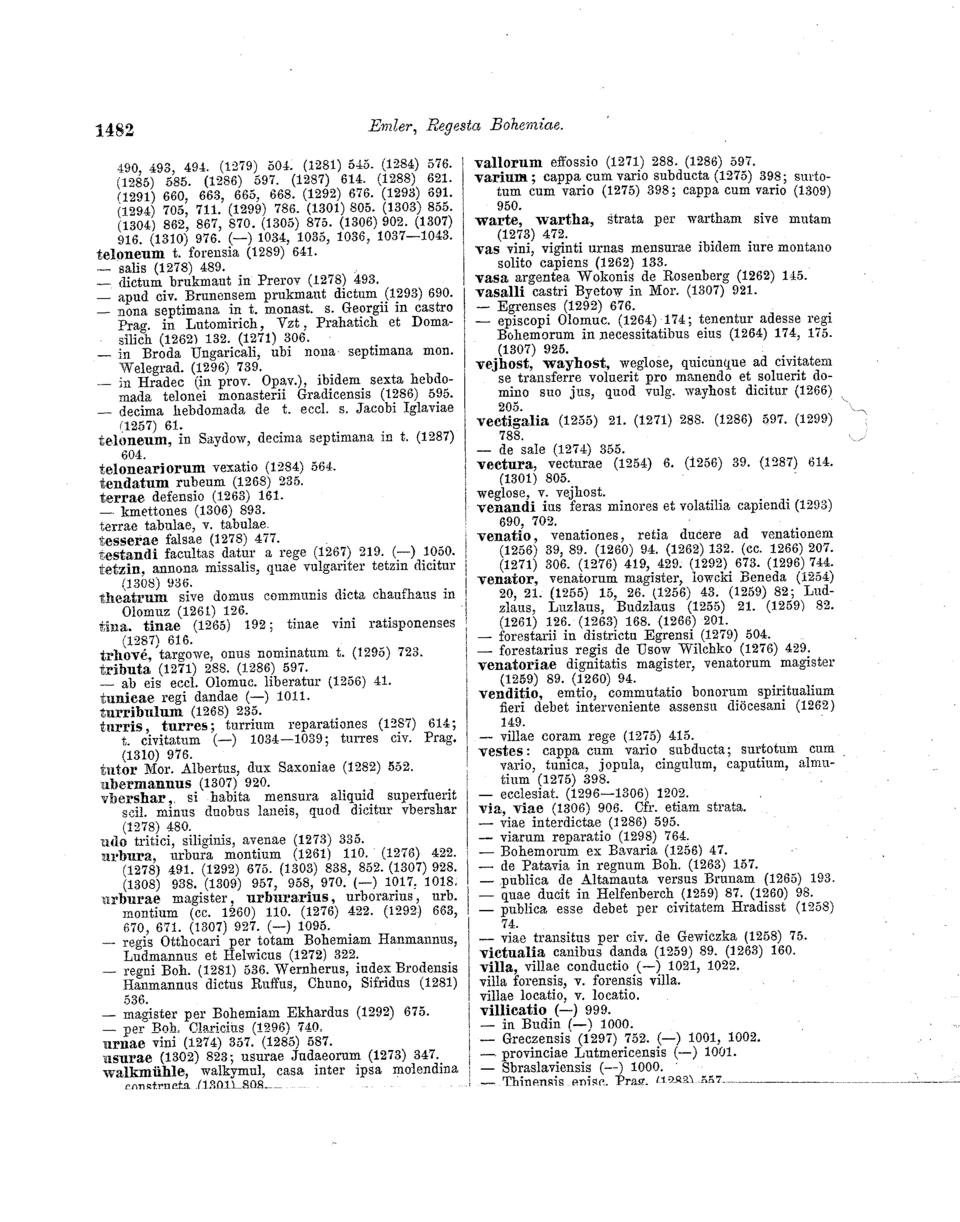 1482
Emler, Regesta Bohemiae.
490, 493, 494. (1279) 504. (1281) 545. (1284) 576.
(1285) 585. (1286) 597. (1287) 614. (1288) 621.
(1291) 660, 663, 665, 668. (1292) 676. (1293) 691.
(1294) 705, 711. (1299) 786. (1301) 805. (1303) 855.
(1304) 862, 867, 870. (1305) 875. (1306) 902. (1307)
916. (1310) 976. (—) 1034, 1035, 1036, 1037—1043.
teloneum t. forensia (1289) 641.
— salis (1278) 489.
— dictum brukmant in Prerov (1278) 493.
— apud civ. Brunensem prukmant dictum (1293) 690.
— nona septimana in t. monast. s. Georgii in castro
Prag. in Lutomirich, Vzt, Prahatich et Doma-
silich (1262) 132. (1271) 306.
— in Broda Ungaricali, ubi nona septimana mon.
Welegrad. (1296) 739.
— in Hradec (in prov. Opav.), ibidem sexta hebdo-
mada telonei monasterii Gradicensis (1286) 595.
— decima hebdomada de t. eccl. s. Jacobi Iglaviae
(1257) 61.
teloneum, in Saydow, decima septimana in t. (1287)
604.
teloneariorum vexatio (1284) 564.
tendatum rubeum (1268) 235.
terrae defensio (1263) 161.
— kmettones (1306) 893.
terrae tabulae, v. tabulae.
tesserae falsae (1278) 477.
testandi facultas datur a rege (1267) 219. (—) 1050.
tetzin, annona missalis, quae vulgariter tetzin dicitur
(1308) 936.
theatrum sive domus communis dicta chaufhaus in
Olomuz (1261) 126.
tina. tinae (1265) 192; tinae vini ratisponenses
(1287) 616.
trhové, targowe, onus nominatum t. (1295) 723.
tributa (1271) 288. (1286) 597.
— ab eis eccl. Olomuc. liberatur (1256) 41.
tunicae regi dandae (—) 1011.
turribulum (1268) 235.
turris, turres; turrium reparationes (1287) 614;
t. civitatum (—) 1034—1039; turres civ. Prag.
(1310) 976.
tutor Mor. Albertus, dux Saxoniae (1282) 552.
ubermannus (1307) 920.
vbershar, si habita mensura aliquid superfuerit
scil. minus duobus laneis, quod dicitur vbershar
(1278) 480.
udo tritici, siliginis, avenae (1273) 335.
urbura, urbura montium (1261) 110. (1276) 422.
(1278) 491. (1292) 675. (1303) 838, 852. (1307) 928.
(1308) 938. (1309) 957, 958, 970. (—) 1017. 1018.
urburae magister, urburarius, urborarius, urb.
montium (cc. 1260) 110. (1276) 422. (1292) 663,
670, 671. (1307) 927. (—) 1095.
— regis Otthocari per totam Bohemiam Hanmannus,
Ludmannus et Helwicus (1272) 322.
— regni Boh. (1281) 536. Wernherus, iudex Brodensis
Hanmannus dictus Ruffus, Chuno, Sifridus (1281)
536.
— magister per Bohemiam Ekhardus (1292) 675.
— per Boh. Claricius (1296) 740.
urnae vini (1274) 357. (1285) 587.
usurae (1302) 823; usurae Judaeorum (1273) 347.
walkmühle, walkymul, casa inter ipsa molendina
constructa (1301) 808.
vallorum effossio (1271) 288. (1286) 597.
varium; cappa cum vario subducta (1275) 398; surto-
tum cum vario (1275) 398; cappa cum vario (1309)
950.
warte, wartha, strata per wartham sive mutam
(1273) 472.
vas vini, viginti urnas mensurae ibidem iure montano
solito capiens (1262) 133.
vasa argentea Wokonis de Rosenberg (1262) 145.
vasalli castri Byetow in Mor. (1307) 921.
— Egrenses (1292) 676.
— episcopi Olomuc. (1264) 174; tenentur adesse regi
Bohemorum in necessitatibus eius (1264) 174, 175.
(1307) 925.
vejhost, wayhost, weglose, quicunque ad civitatem
se transferre voluerit pro manendo et soluerit do-
mino suo jus, quod vulg. wayhost dicitur (1266)
205.
vectigalia (1255) 21. (1271) 288. (1286) 597. (1299)
788.
— de sale (1274) 355.
vectura, vecturae (1254) 6. (1256) 39. (1287) 614.
(1301) 805.
weglose, v. vejhost.
venandi ius feras minores et volatilia capiendi (1293)
690, 702.
venatio, venationes, retia ducere ad venationem
(1256) 39, 89. (1260) 94. (1262) 132. (cc. 1266) 207.
(1271) 306. (1276) 419, 429. (1292) 673. (1296) 744.
venator, venatorum magister, lowcki Beneda (1254)
20, 21. (1255) 15, 26. (1256) 43. (1259) 82; Lud-
zlaus, Luzlaus, Budzlaus (1255) 21. (1259) 82.
(1261) 126. (1263) 168. (1266) 201.
— forestarii in districtu Egrensi (1279) 504.
— forestarius regis de Usow Wilchko (1276) 429.
venatoriae dignitatis magister, venatorum magister
(1259) 89. (1260) 94.
venditio, emtio, commutatio bonorum spiritualium
fieri debet interveniente assensu diöcesani (1262)
149.
— villae coram rege (1275) 415.
vestes: cappa cum vario subducta; surtotum cum
vario, tunica, jopula, cingulum, caputium, almu-
tium (1275) 398.
— ecclesiat. (1296—1306) 1202.
via, viae (1306) 906. Cfr. etiam strata.
— viae interdictae (1286) 595.
— viarum reparatio (1298) 764.
— Bohemorum ex Bavaria (1256) 47.
— de Patavia in regnum Boh. (1263) 157.
— publica de Altamauta versus Brunam (1265) 193.
— quae ducit in Helfenberch (1259) 87. (1260) 98.
— publica esse debet per civitatem Hradisst (1258)
74.
— viae transitus per civ. de Gewiczka (1258) 75.
victualia canibus danda (1259) 89. (1263) 160.
villa, villae conductio (—) 1021, 1022.
villa forensis, v. forensis villa.
villae locatio, v. locatio.
villicatio (—) 999.
— in Budin (—) 1000.
— Greczensis (1297) 752. (—) 1001, 1002.
— provinciae Lutmericensis (—) 1001.
— Sbraslaviensis (—) 1000.
— Thinensis episc. Prag. (1282) 557.